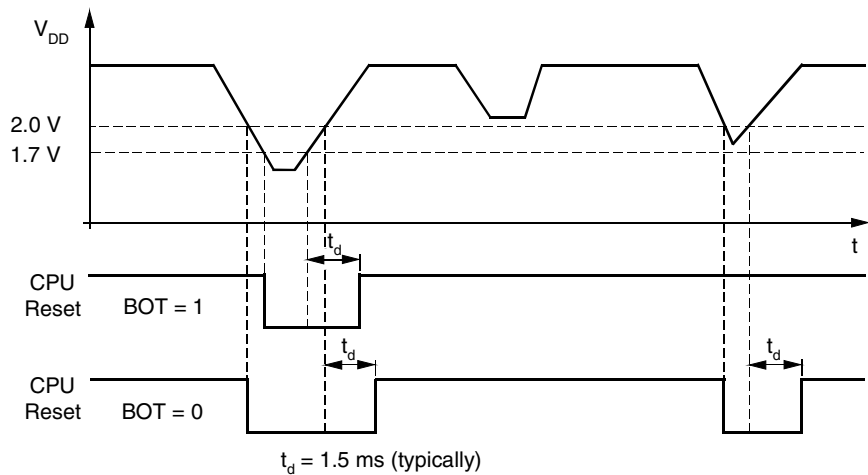 V_DD
2.0 V
1.7 V
t
t_d
CPU
Reset
BOT = 1
t_d
t_d
CPU
Reset
BOT = 0
t_d = 1.5 ms (typically)